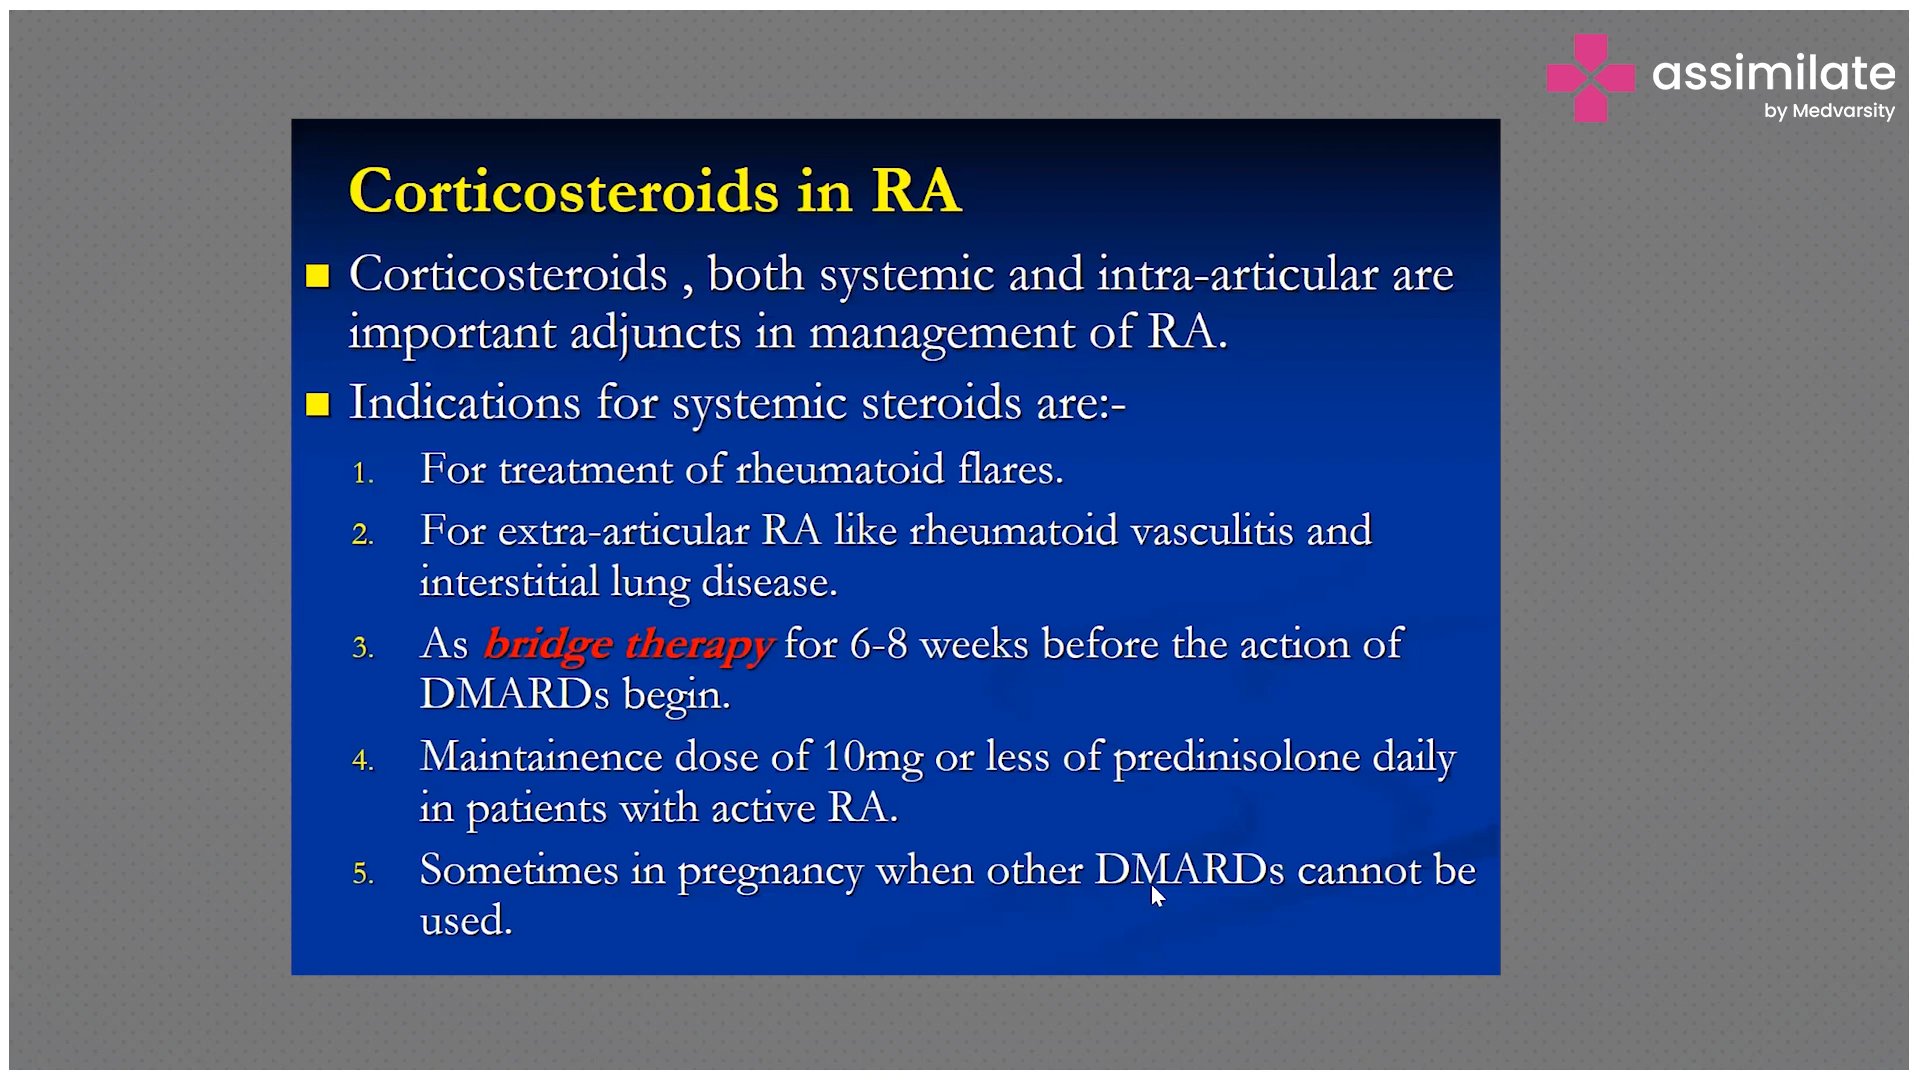 assimilate
by Medvarsity
Corticosteroids in RA
Corticosteroids , both systemic and intra-articular are
important adjuncts in management of RA.
Indications for systemic steroids are:-
1. For treatment of rheumatoid flares.
2. For extra-articular RA like rheumatoid vasculitis and
interstitial lung disease.
3. As bridge therapy for 6-8 weeks before the action of
DMARDs begin.
4. Maintainence dose of 10mg or less of predinisolone daily
in patients with active RA.
5. Sometimes in pregnancy when other DMARDs cannot be
used.